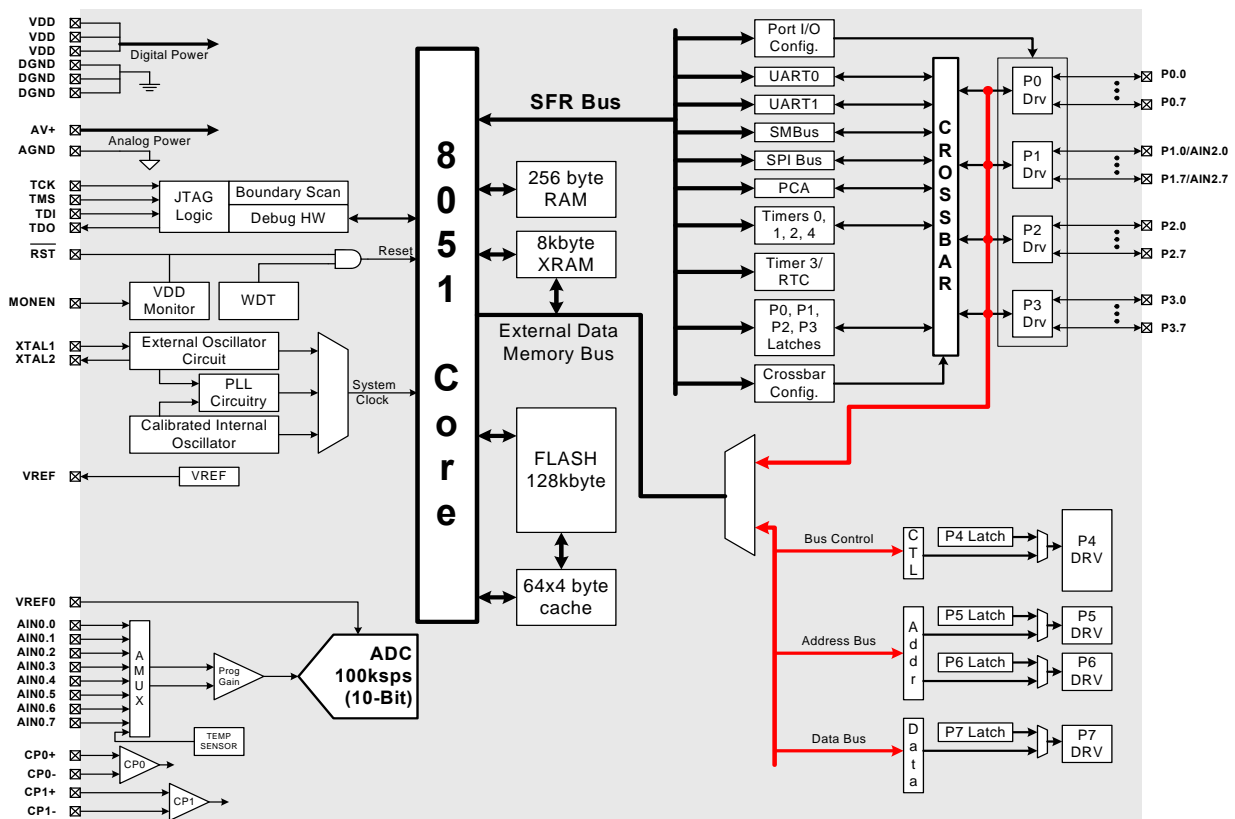 VDD
VDD
VDD
Digital Power
DGND
DGND
DGND
AV+
Analog Power
AGND
TCK
TMS
TDI
TDO
JTAG
Logic
Boundary Scan
Debug HW
RST
Reset
MONEN
VDD
Monitor
WDT
XTAL1
XTAL2
External Oscillator
Circuit
PLL
Circuitry
Calibrated Internal
Oscillator
System
Clock
VREF
VREF
VREF0
AIN0.0
AIN0.1
AIN0.2
AIN0.3
AIN0.4
AIN0.5
AIN0.6
AIN0.7
AMUX
Prog
Gain
ADC
100ksps
(10-Bit)
TEMP
SENSOR
CP0+
CP0-
CP0
CP1+
CP1-
CP1
8051 Core
SFR Bus
256 byte
RAM
8kbyte
XRAM
External Data
Memory Bus
FLASH
128kbyte
64x4 byte
cache
Port I/O
Config.
UART0
UART1
SMBus
SPI Bus
PCA
Timers 0,
1, 2, 4
Timer 3/
RTC
P0, P1,
P2, P3
Latches
Crossbar
Config.
CROSSBAR
P0
Drv
P1
Drv
P2
Drv
P3
Drv
P0.0
P0.7
P1.0/AIN2.0
P1.7/AIN2.7
P2.0
P2.7
P3.0
P3.7
Bus Control
CTL
P4 Latch
P4
DRV
Address Bus
Addr
P5 Latch
P5
DRV
P6 Latch
P6
DRV
Data Bus
Data
P7 Latch
P7
DRV